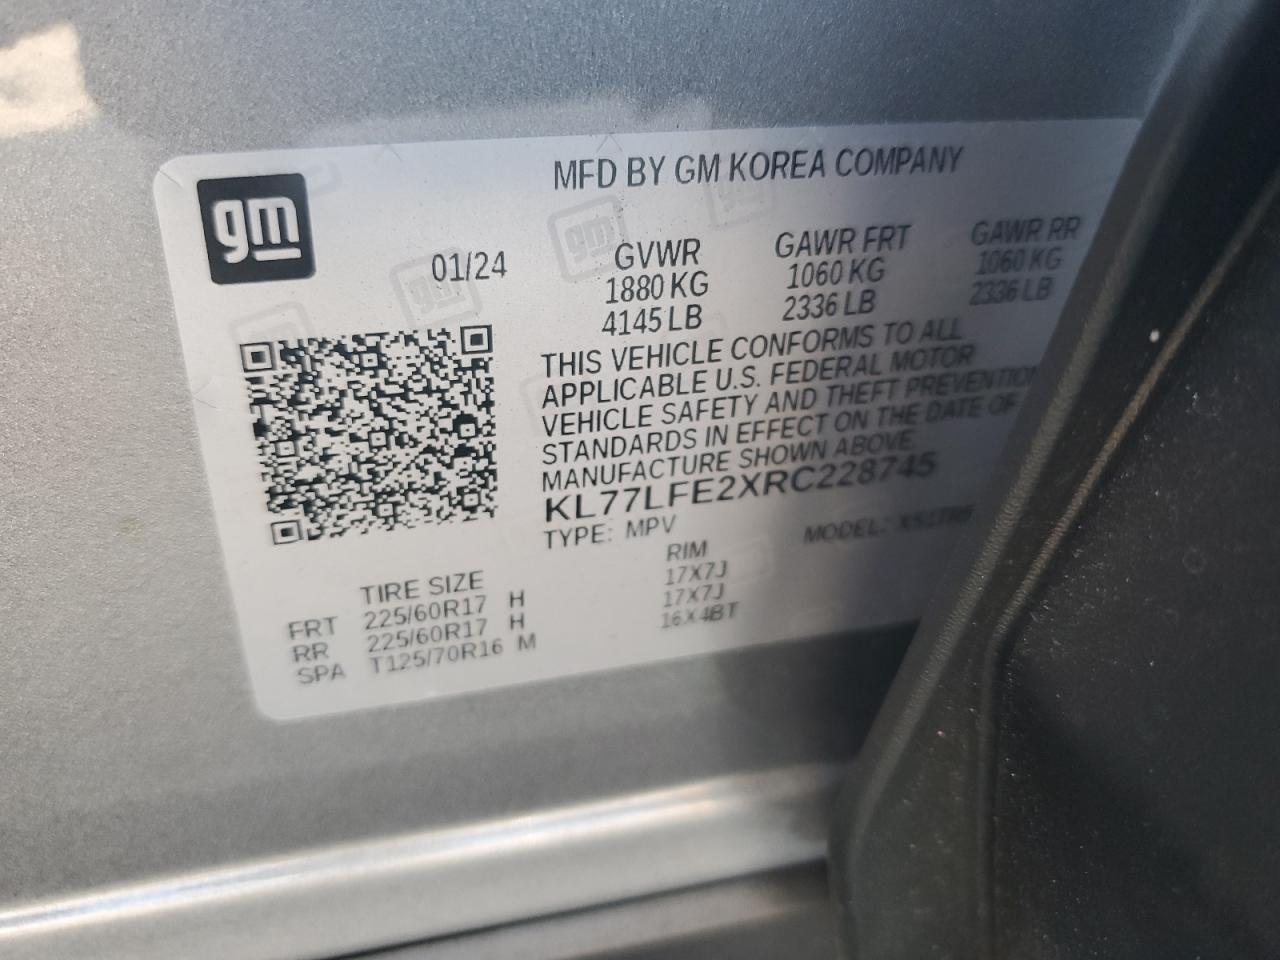 gm
MFD BY GM KOREA COMPANY
01/24 GVWR GAWR FRT GAWR RR
1880 KG 1060 KG 1060 KG
4145 LB 2336 LB 2336 LB
THIS VEHICLE CONFORMS TO ALL
APPLICABLE U.S. FEDERAL MOTOR
VEHICLE SAFETY AND THEFT PREVENTION
STANDARDS IN EFFECT ON THE DATE OF
MANUFACTURE SHOWN ABOVE.
KL77LFE2XRC228745
TYPE: MPV MODEL:
TIRE SIZE RIM
FRT 225/60R17 H 17X7J
RR 225/60R17 H 17X7J
SPA T125/70R16 M 16X4BT